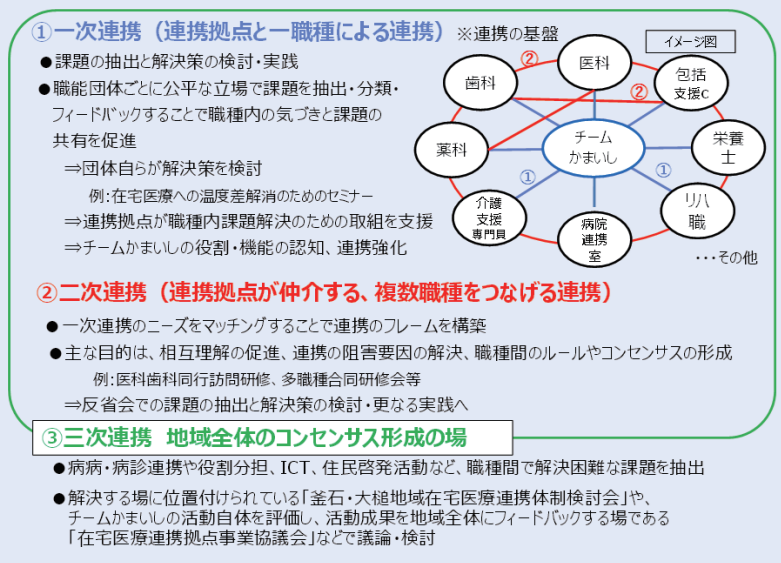 ①一次連携（連携拠点と一職種による連携）※連携の基盤
●課題の抽出と解決策の検討・実践
●職能団体ごとに公平な立場で課題を抽出・分類・
フィードバックすることで職種内の気づきと課題の
共有を促進
⇒団体自らが解決策を検討
例：在宅医療への温度差解消のためのセミナー
⇒連携拠点が職種内課題解決のための取組を支援
⇒チームかまいしの役割・機能の認知、連携強化
イメージ図
医科
②
歯科
包括
支援C
②
薬科
チーム
かまいし
栄養
士
①
①
介護
支援
専門員
病院
連携
室
リハ
職
・・・その他
②二次連携（連携拠点が仲介する、複数職種をつなげる連携）
●一次連携のニーズをマッチングすることで連携のフレームを構築
●主な目的は、相互理解の促進、連携の阻害要因の解決、職種間のルールやコンセンサスの形成
例：医科歯科同行訪問研修、多職種合同研修会等
⇒反省会での課題の抽出と解決策の検討・更なる実践へ
③三次連携 地域全体のコンセンサス形成の場
●病病・病診連携や役割分担、ICT、住民啓発活動など、職種間で解決困難な課題を抽出
●解決する場に位置付けられている「釜石・大槌地域在宅医療連携体制検討会」や、
チームかまいしの活動自体を評価し、活動成果を地域全体にフィードバックする場である
「在宅医療連携拠点事業協議会」などで議論・検討